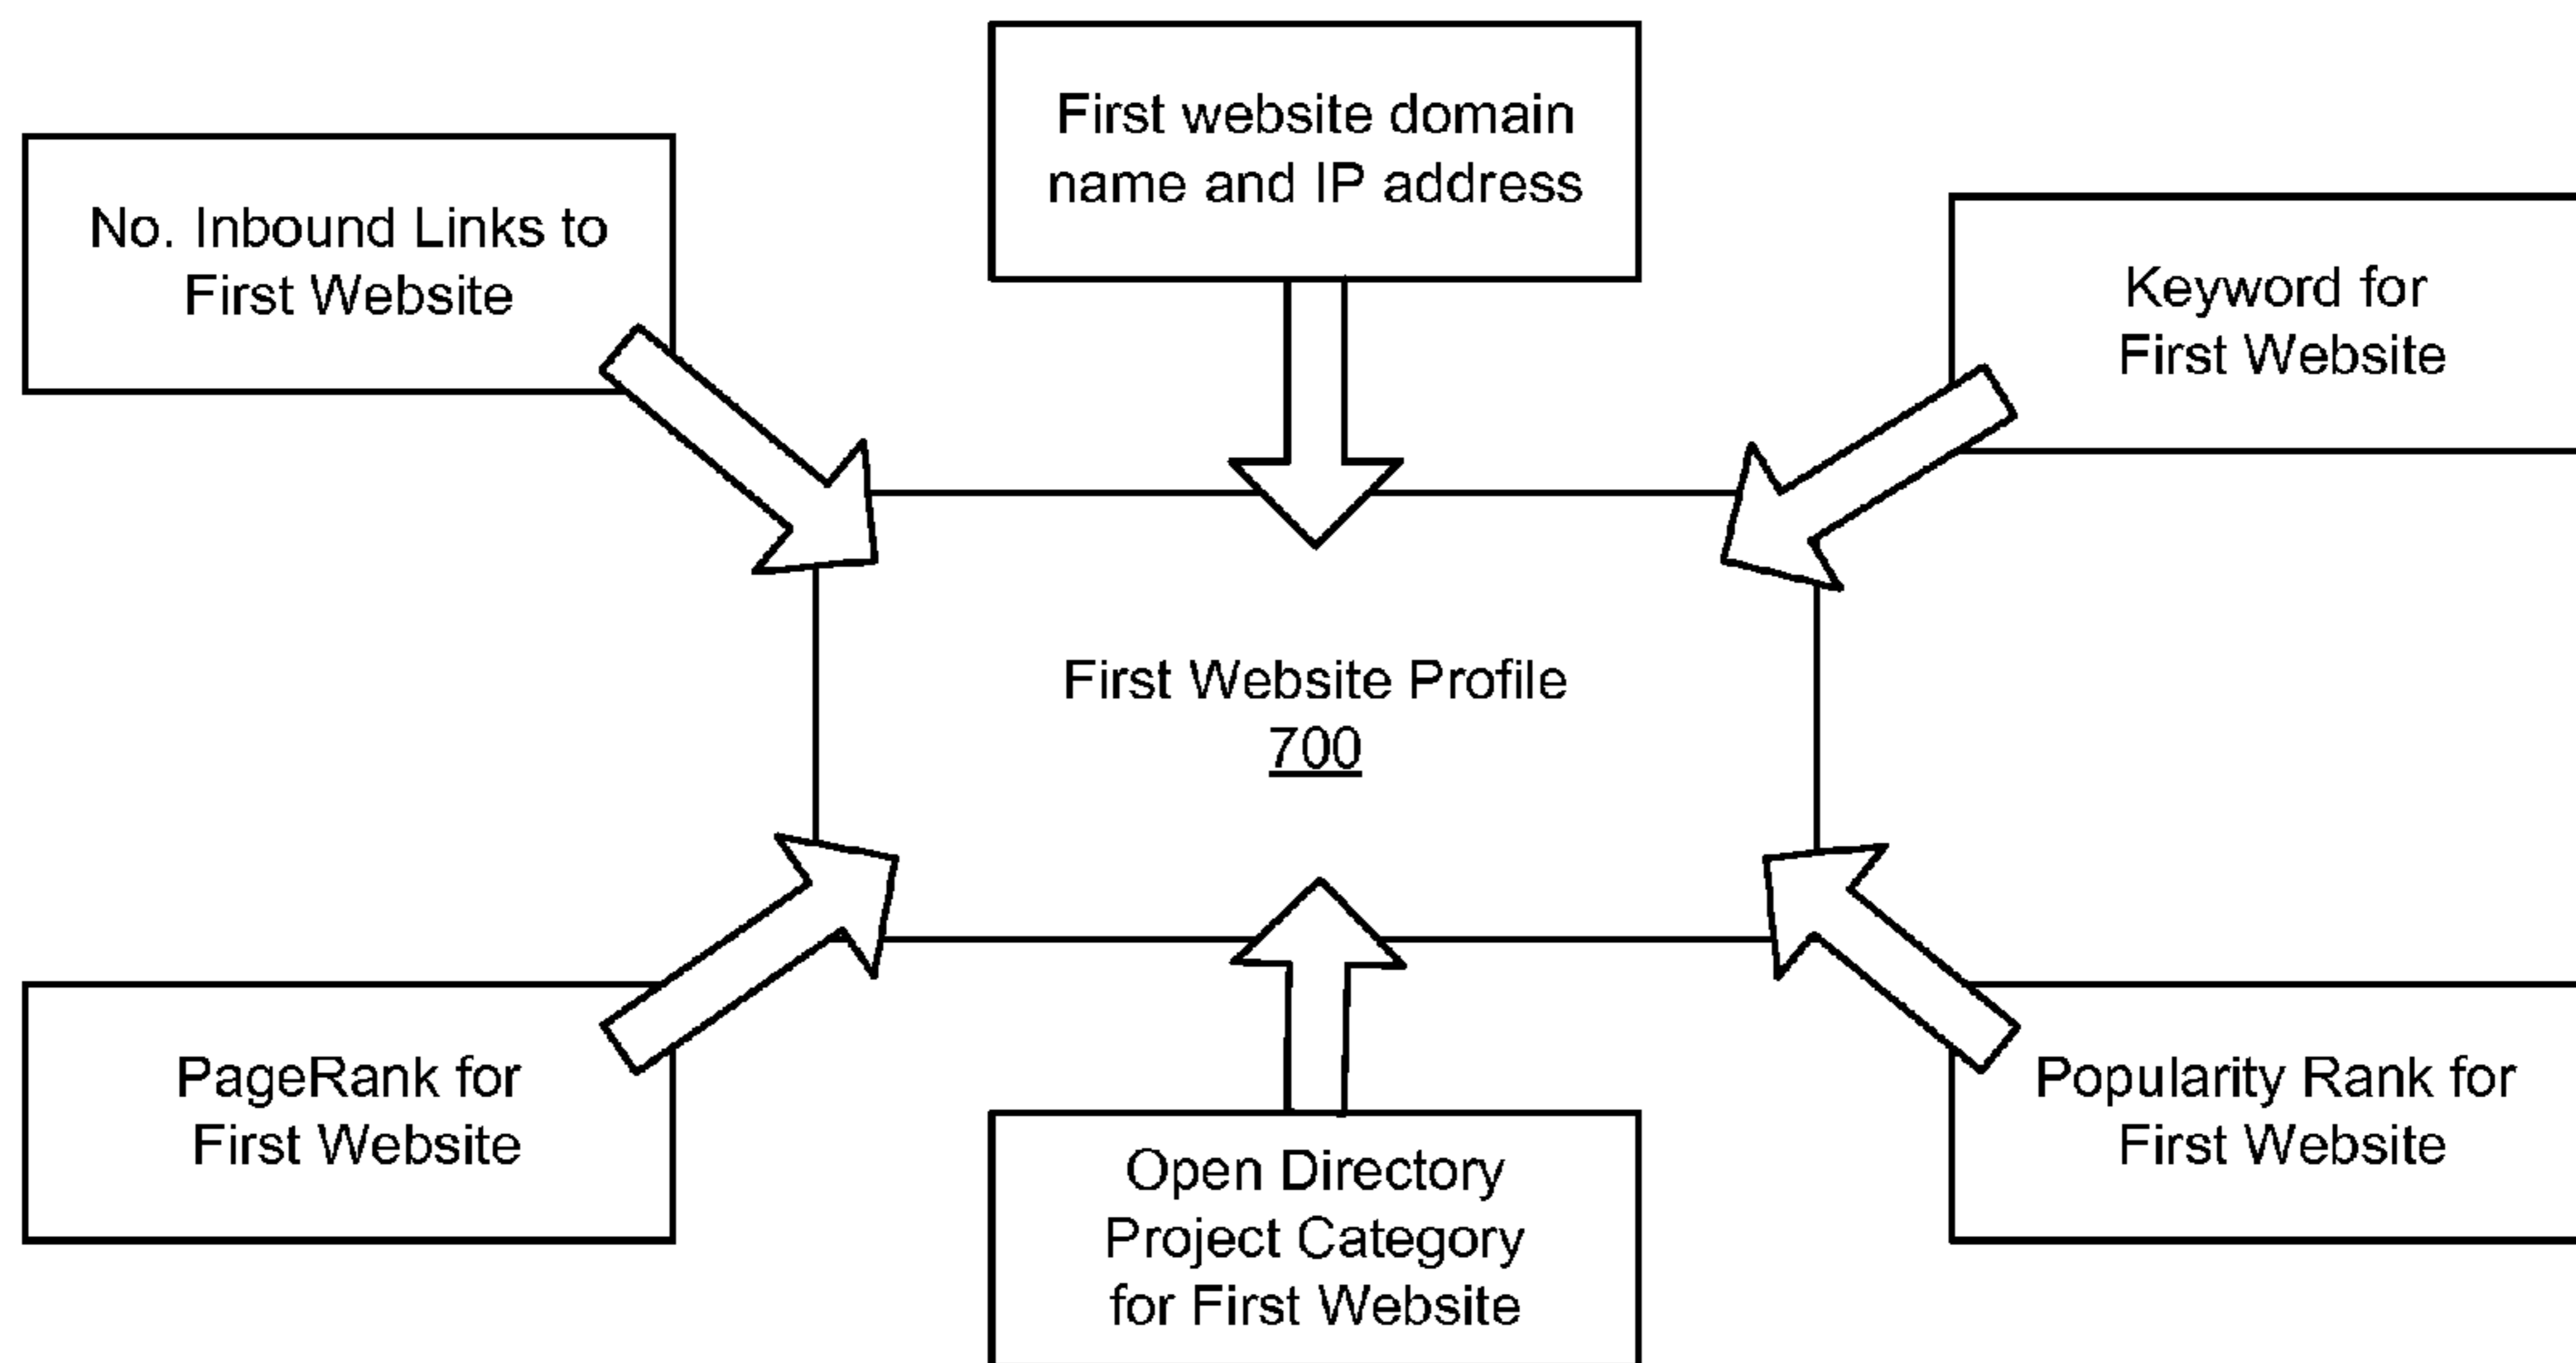 First website domain
name and IP address
No. Inbound Links to
First Website
Keyword for
First Website
First Website Profile
700
PageRank for
First Website
Popularity Rank for
First Website
Open Directory
Project Category
for First Website